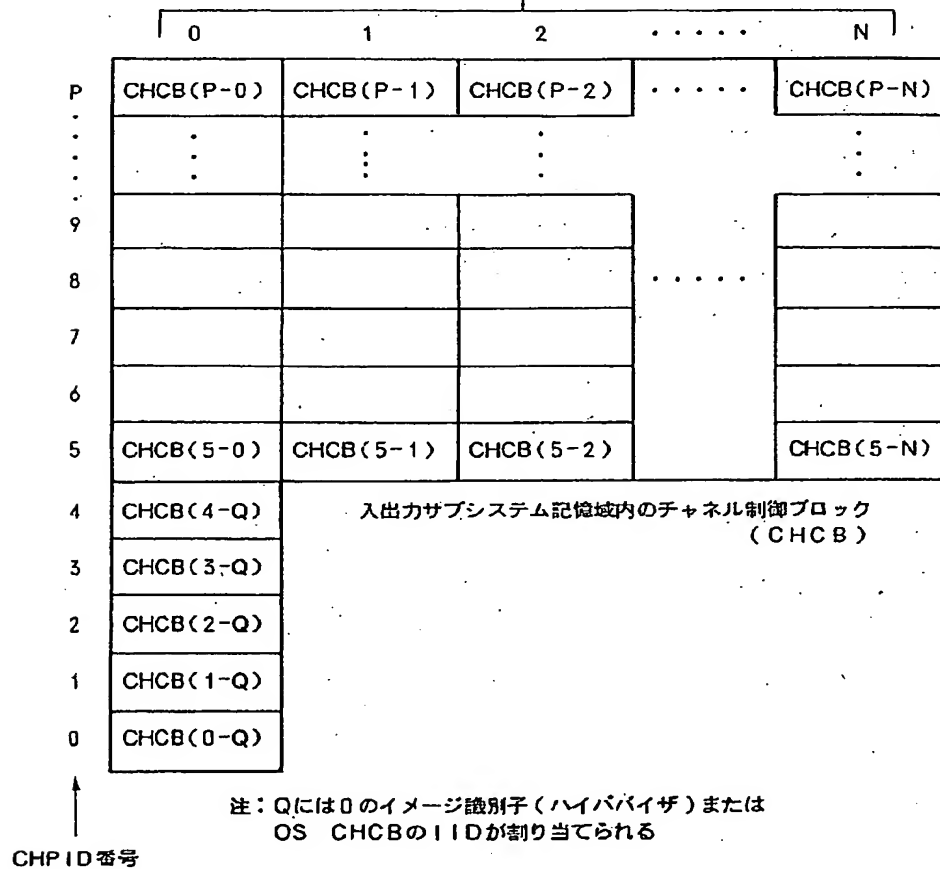 0 1 2 ..... N
P CHCB(P-0) CHCB(P-1) CHCB(P-2) ..... CHCB(P-N)
9
8 .....
7
6
5 CHCB(5-0) CHCB(5-1) CHCB(5-2) CHCB(5-N)
4 CHCB(4-Q) 入出力サブシステム記憶域内のチャネル制御ブロック
(CHCB)
3 CHCB(3-Q)
2 CHCB(2-Q)
1 CHCB(1-Q)
0 CHCB(0-Q)
注：Qには0のイメージ識別子(ハイパバイザ)または
OS CHCBのIIDが割り当てられる
CHPID番号